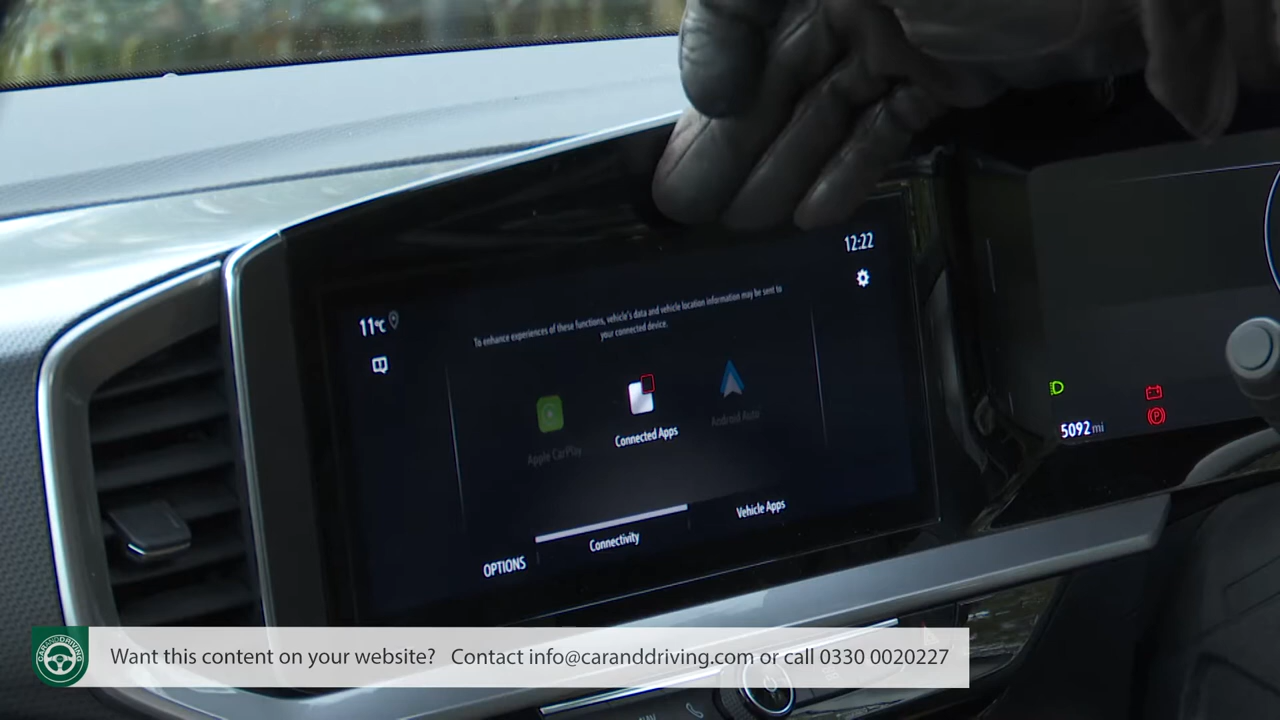 12:22
11°C
To enhance experiences of these functions, vehicle's data and vehicle location information may be sent to
your connected device.
Apple CarPlay
Connected Apps
Android Auto
OPTIONS
Connectivity
Vehicle Apps
5092 mi
CARANDDRIVING
Want this content on your website? Contact info@caranddriving.com or call 0330 0020227